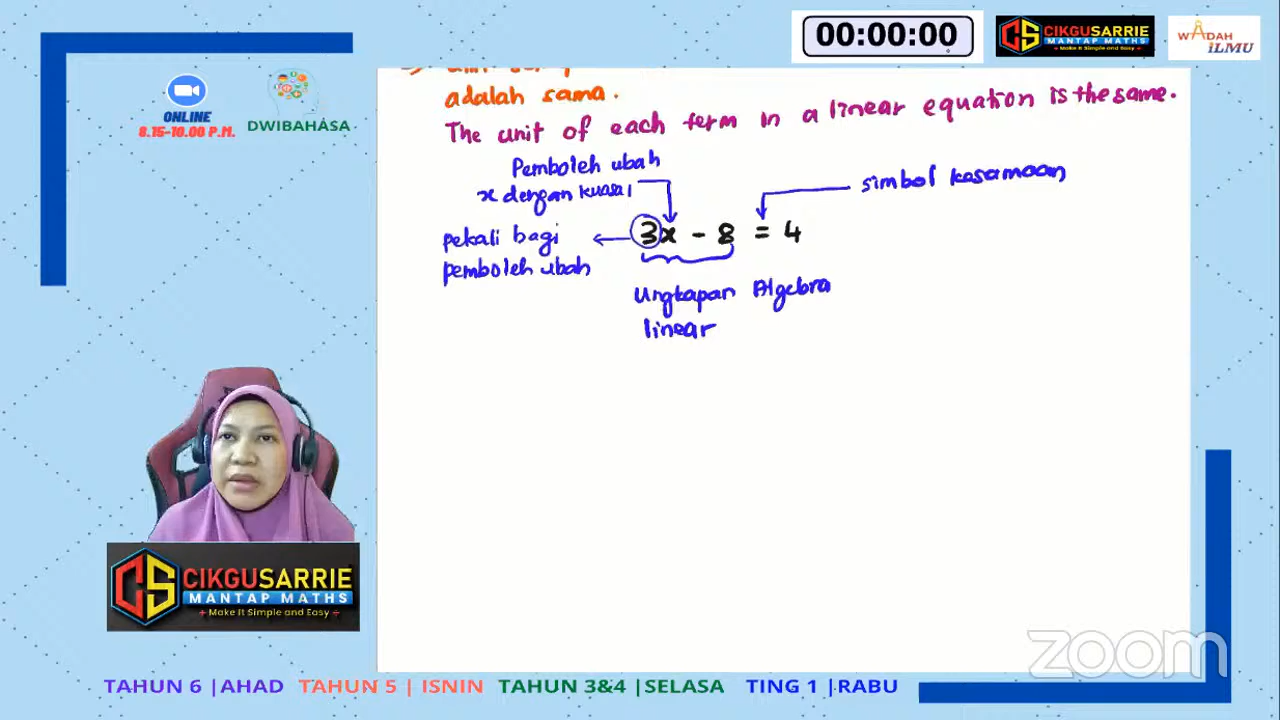 00:00:00
CIKGUSARRIE
MANTAP MATHS
Make It Simple and Easy
WADAH
ILMU
ONLINE
8.15-10.00 P.M.
DWIBAHASA
adalah sama.
The unit of each term in a linear equation is the same.
Pemboleh ubah
x dengan kuasa 1
simbol kesamaan
3x - 8 = 4
pekali bagi
pemboleh ubah
Ungkapan Algebra
linear
CIKGUSARRIE
MANTAP MATHS
+ Make It Simple and Easy +
zoom
TAHUN 6 |AHAD TAHUN 5 | ISNIN TAHUN 3&4 |SELASA TING 1 |RABU